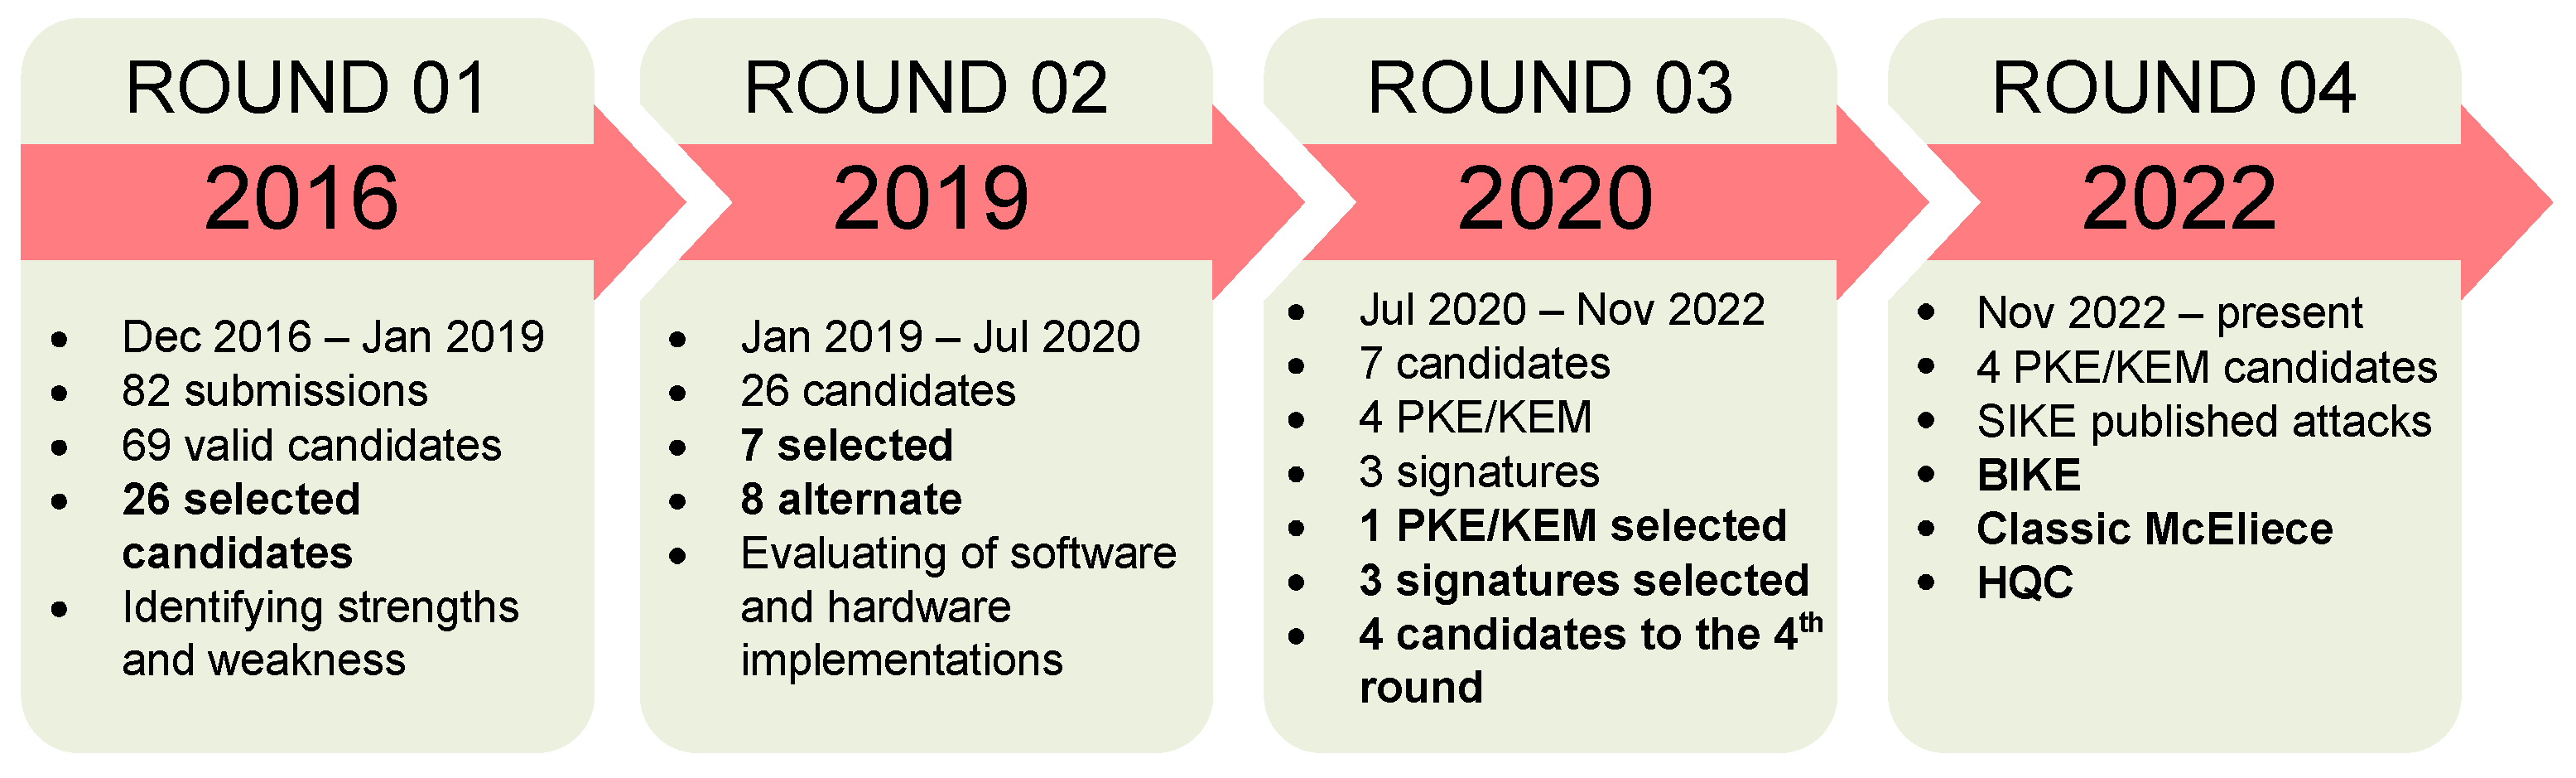 ROUND 01
2016
• Dec 2016 – Jan 2019
• 82 submissions
• 69 valid candidates
• 26 selected
candidates
• Identifying strengths
and weakness
ROUND 02
2019
• Jan 2019 – Jul 2020
• 26 candidates
• 7 selected
• 8 alternate
• Evaluating of software
and hardware
implementations
ROUND 03
2020
• Jul 2020 – Nov 2022
• 7 candidates
• 4 PKE/KEM
• 3 signatures
• 1 PKE/KEM selected
• 3 signatures selected
• 4 candidates to the 4th
round
ROUND 04
2022
• Nov 2022 – present
• 4 PKE/KEM candidates
• SIKE published attacks
• BIKE
• Classic McEliece
• HQC